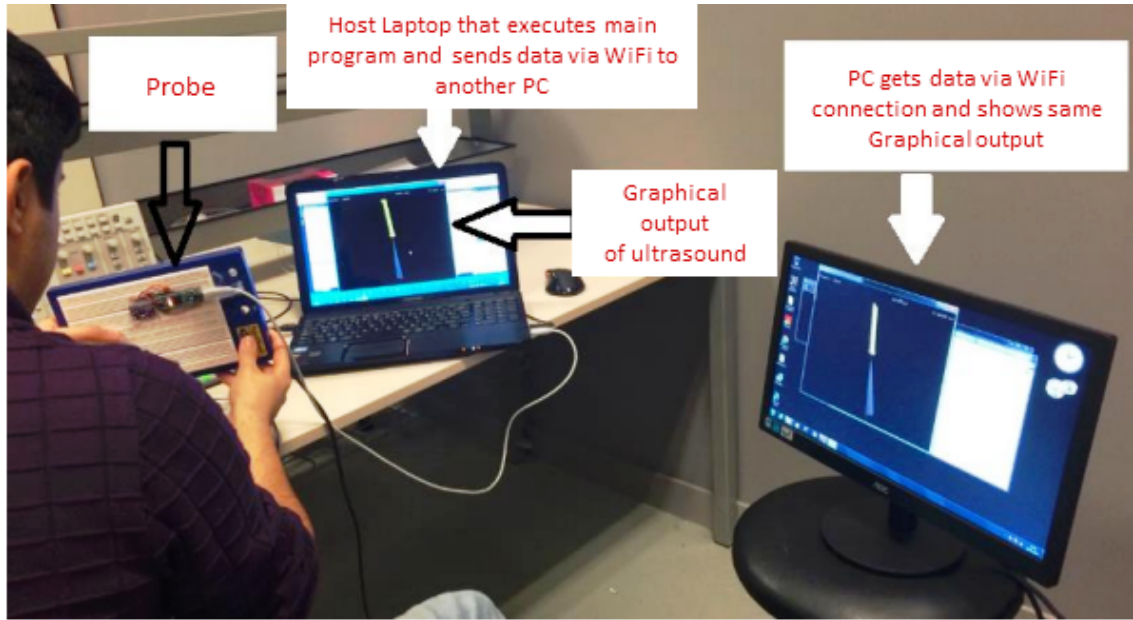 Host Laptop that executes main
program and sends data via WiFi to
another PC
Probe
PC gets data via WiFi
connection and shows same
Graphical output
Graphical
output
of ultrasound
AOC